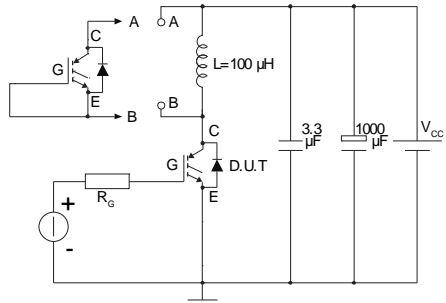 A
A
C
G
L=100 µH
E
B
B
C
3.3
µF
1000
µF
V_CC
G
D.U.T
E
R_G
+
-